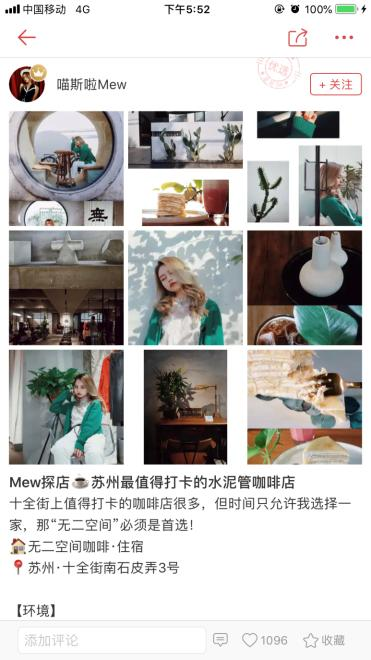 中国移动 4G 下午5:52 100%
优选
喵斯啦Mew
+ 关注
無
Mew探店☕苏州最值得打卡的水泥管咖啡店
十全街上值得打卡的咖啡店很多，但时间只允许我选择一
家，那“无二空间”必须是首选！
🏠无二空间咖啡·住宿
📍苏州·十全街南石皮弄3号
【环境】
添加评论 1096 收藏